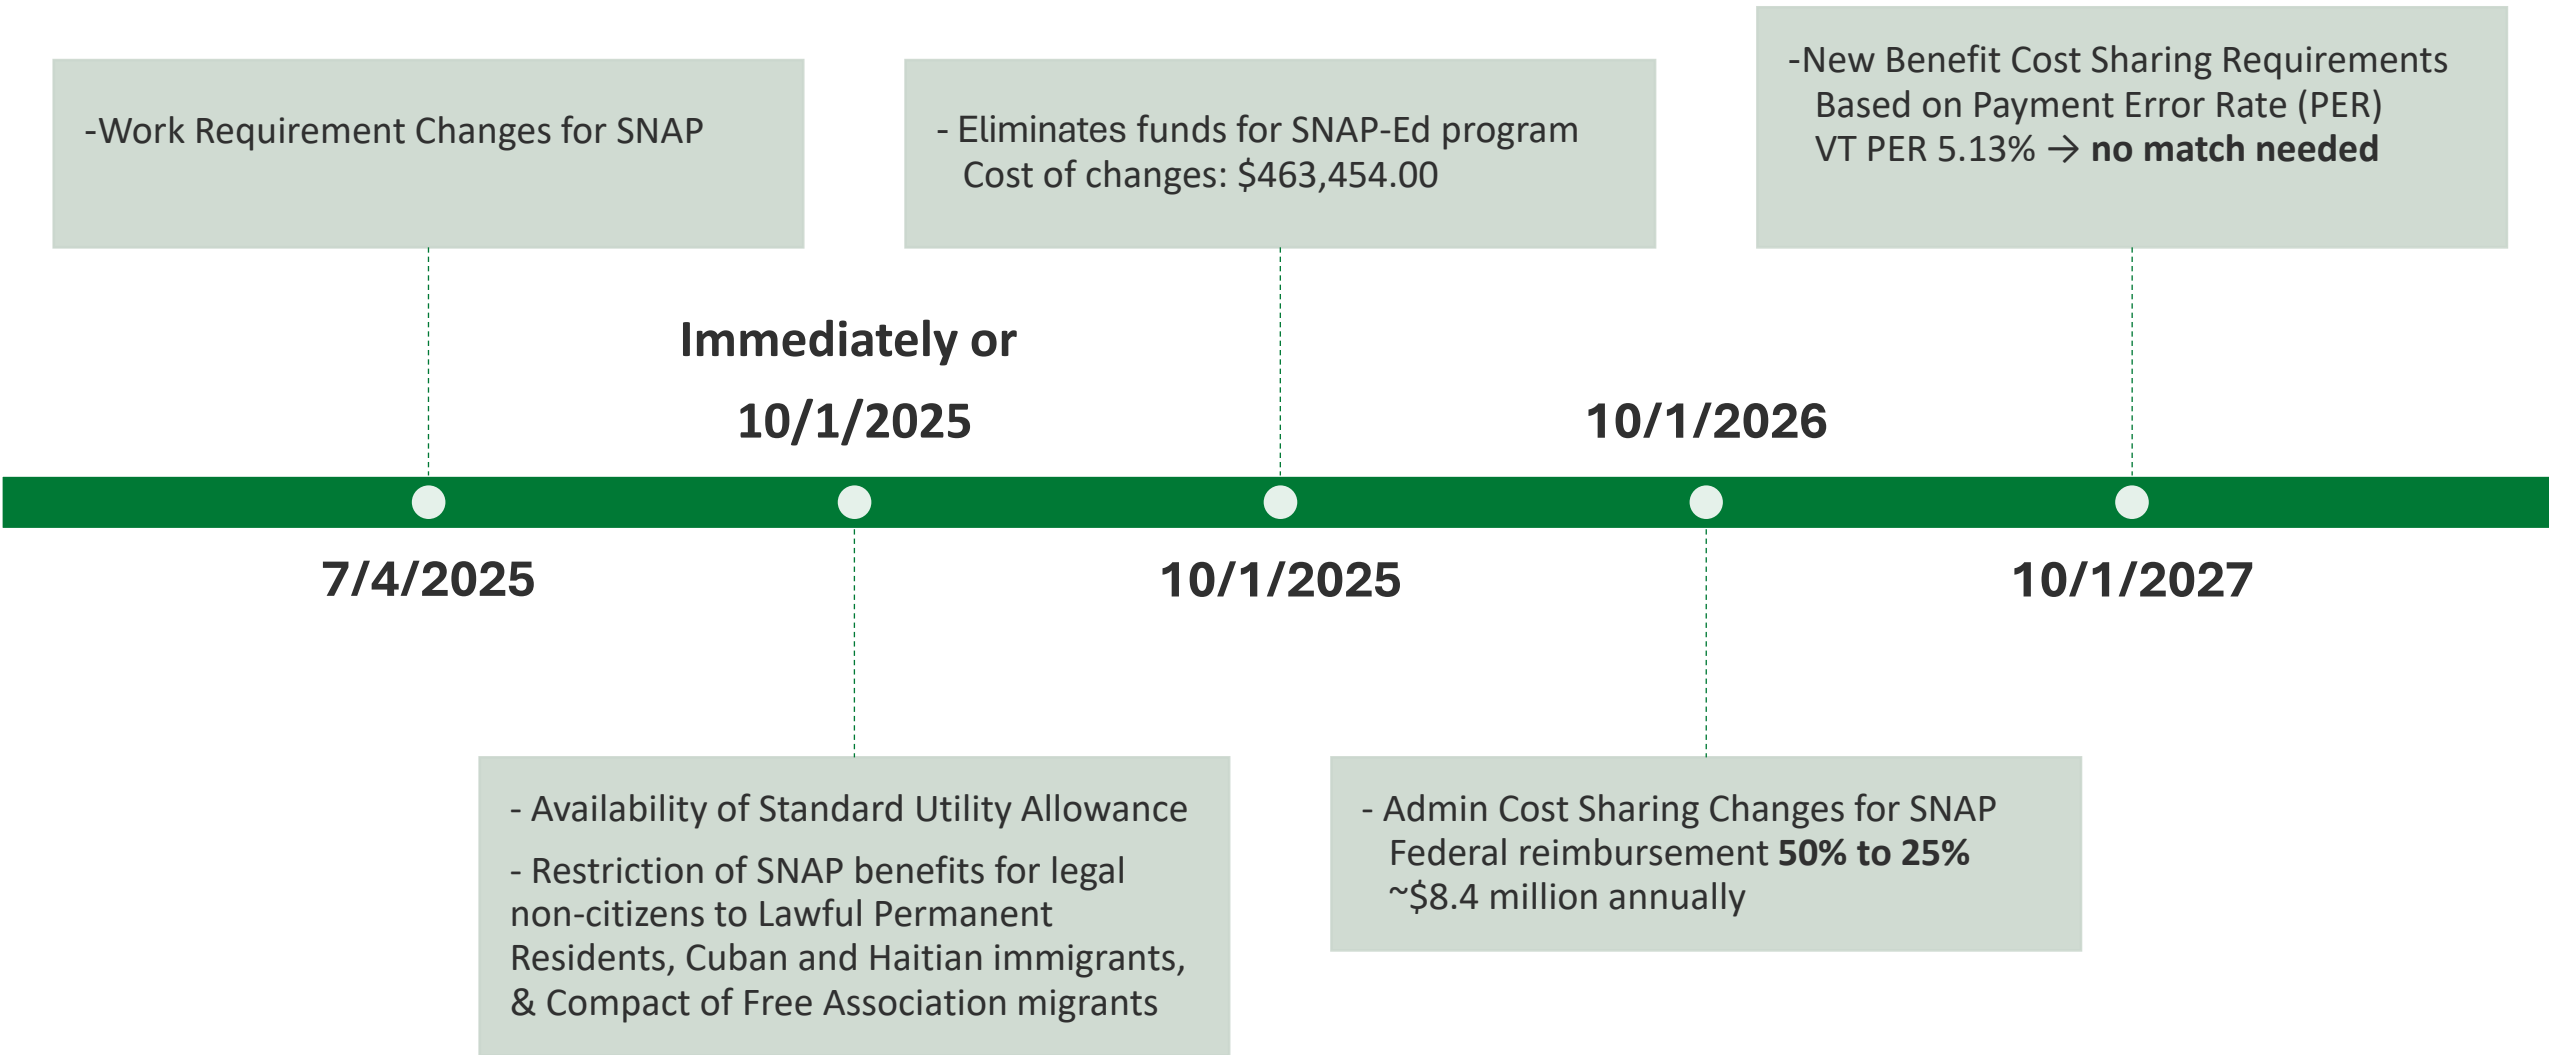 -Work Requirement Changes for SNAP
- Eliminates funds for SNAP-Ed program
Cost of changes: $463,454.00
-New Benefit Cost Sharing Requirements
Based on Payment Error Rate (PER)
VT PER 5.13% → no match needed
Immediately or
10/1/2025
10/1/2026
7/4/2025
10/1/2025
10/1/2027
- Availability of Standard Utility Allowance
- Restriction of SNAP benefits for legal
non-citizens to Lawful Permanent
Residents, Cuban and Haitian immigrants,
& Compact of Free Association migrants
- Admin Cost Sharing Changes for SNAP
Federal reimbursement 50% to 25%
~$8.4 million annually